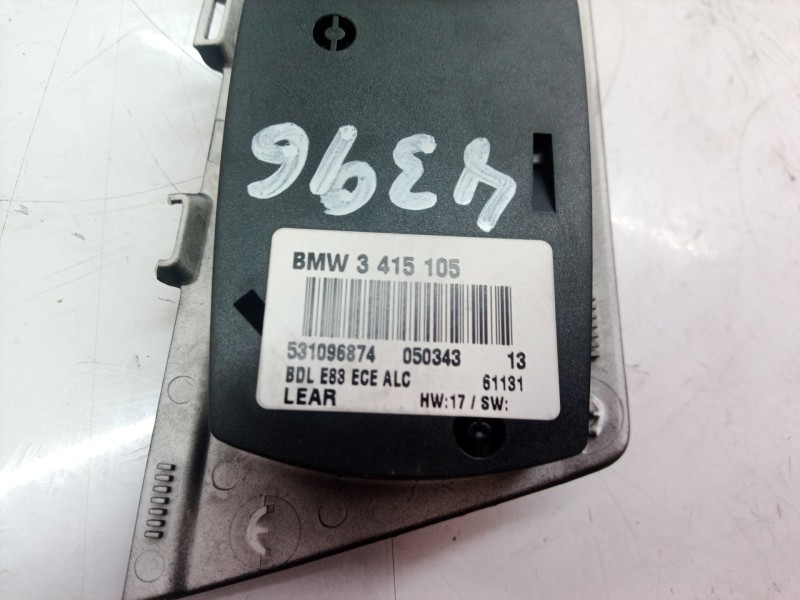 4396
BMW 3 415 105
531096874 050343 13
BDL E83 ECE ALC 61131
LEAR HW:17 / SW: